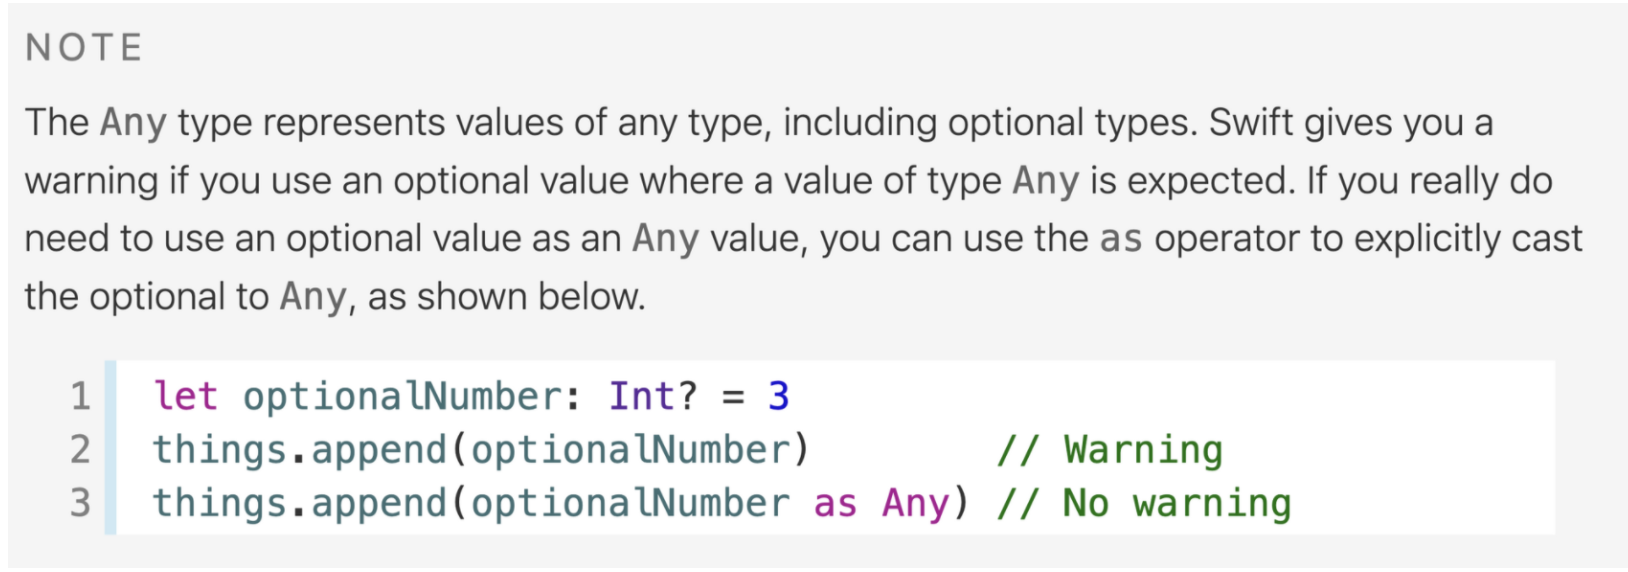 NOTE
The Any type represents values of any type, including optional types. Swift gives you a
warning if you use an optional value where a value of type Any is expected. If you really do
need to use an optional value as an Any value, you can use the as operator to explicitly cast
the optional to Any, as shown below.
1 let optionalNumber: Int? = 3
2 things.append(optionalNumber)        // Warning
3 things.append(optionalNumber as Any) // No warning